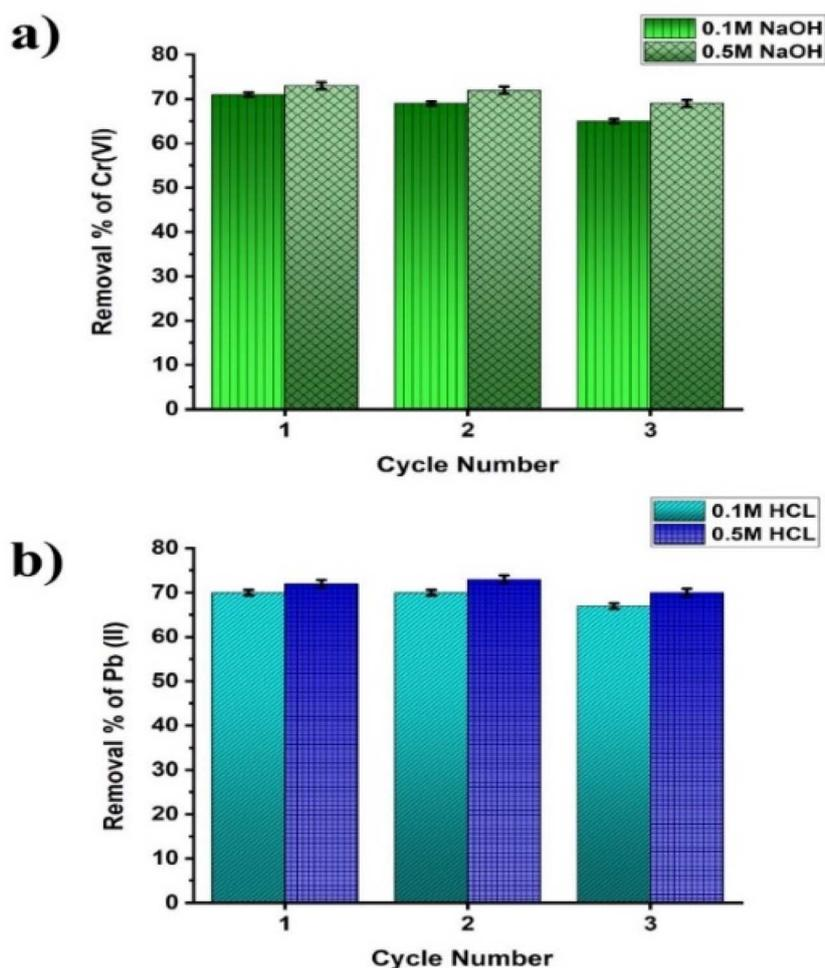 a)
0.1M NaOH
0.5M NaOH
80
70
60
50
40
30
20
10
0
Removal % of Cr(VI)
1 2 3
Cycle Number
b)
0.1M HCL
0.5M HCL
80
70
60
50
40
30
20
10
0
Removal % of Pb (II)
1 2 3
Cycle Number